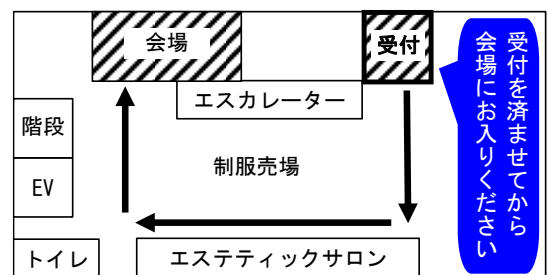 会場
受付
受付を済ませてから
会場にお入りください
エスカレーター
階段
制服売場
EV
トイレ
エステティックサロン